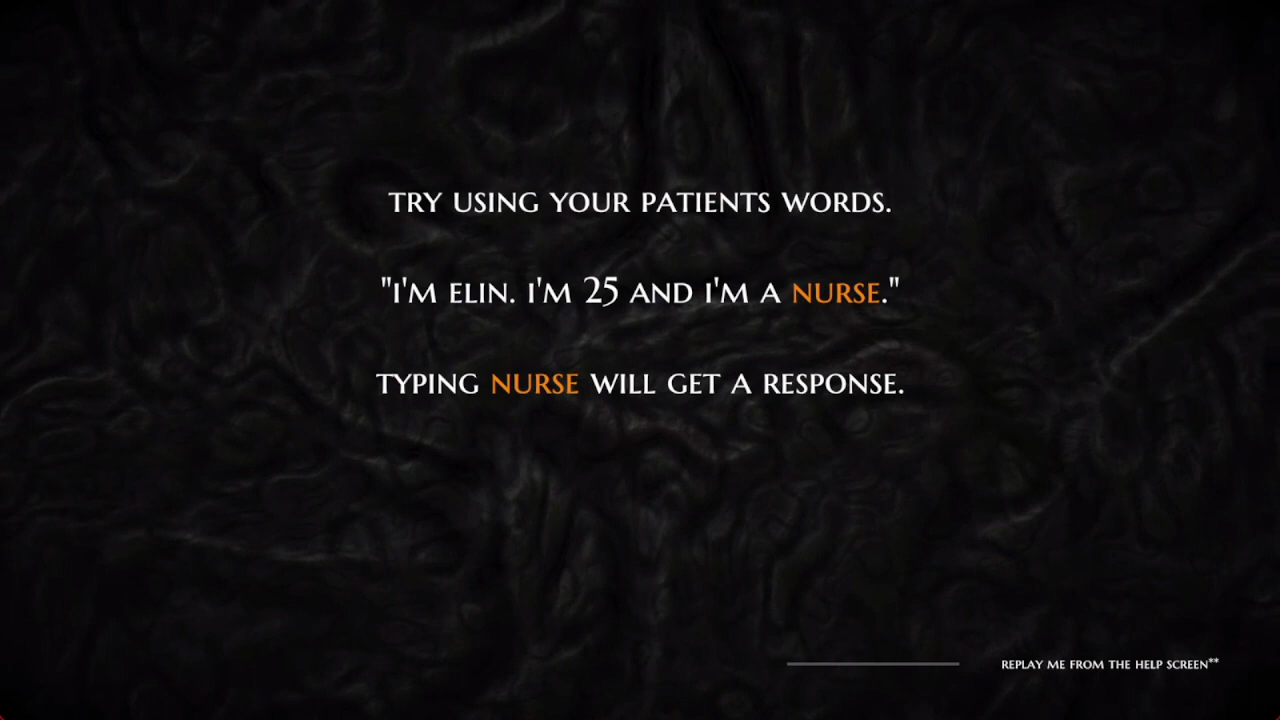 TRY USING YOUR PATIENTS WORDS.
"I'M ELIN. I'M 25 AND I'M A NURSE."
TYPING NURSE WILL GET A RESPONSE.
REPLAY ME FROM THE HELP SCREEN**